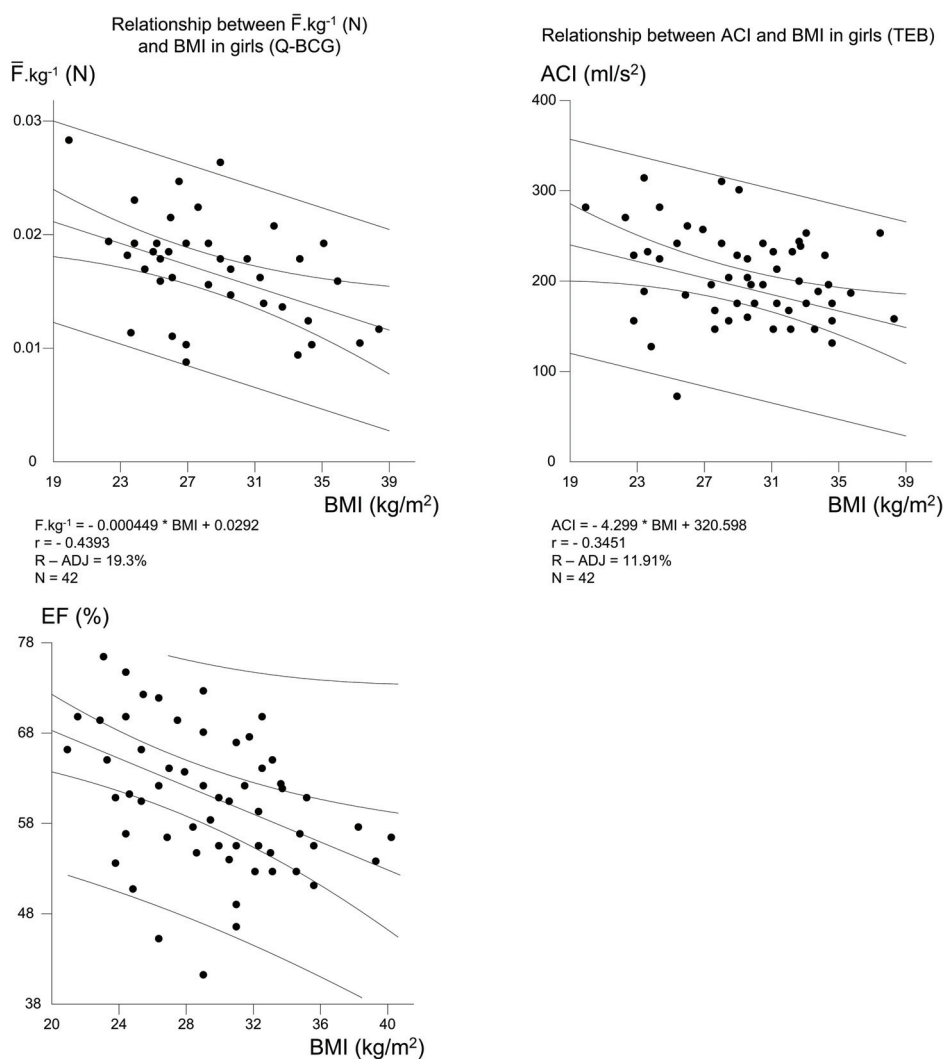 Relationship between F̅.kg⁻¹ (N)
and BMI in girls (Q-BCG)
F̅.kg⁻¹ (N)
0.03
0.02
0.01
0
19 23 27 31 35 39
BMI (kg/m²)
F.kg⁻¹ = - 0.000449 * BMI + 0.0292
r = - 0.4393
R – ADJ = 19.3%
N = 42
Relationship between ACI and BMI in girls (TEB)
ACI (ml/s²)
400
300
200
100
0
19 23 27 31 35 39
BMI (kg/m²)
ACI = - 4.299 * BMI + 320.598
r = - 0.3451
R – ADJ = 11.91%
N = 42
EF (%)
78
68
58
48
38
20 24 28 32 36 40
BMI (kg/m²)